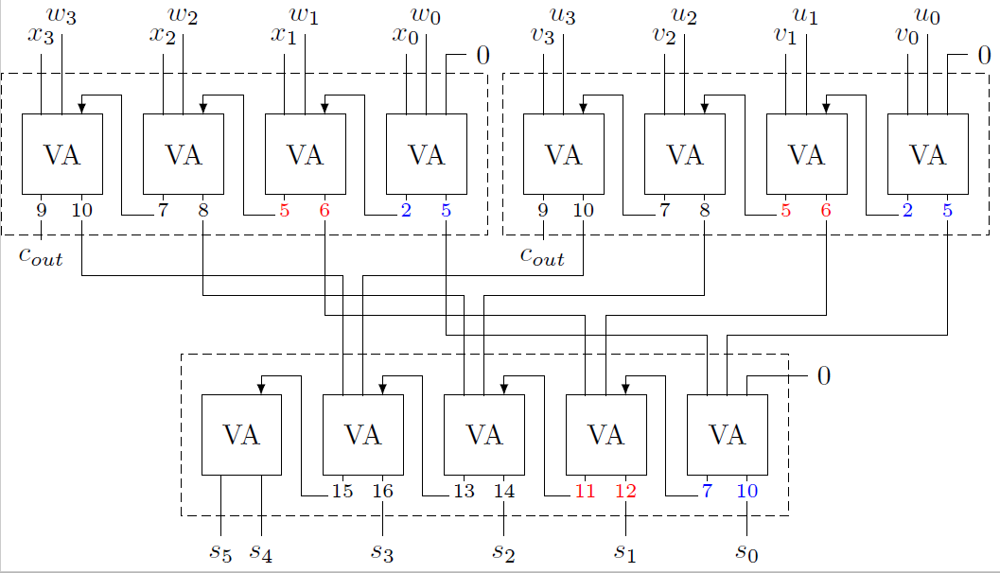 w3 w2 w1 w0 u3 u2 u1 u0
x3 x2 x1 x0 v3 v2 v1 v0
0 0
VA VA VA VA VA VA VA VA
9 10 7 8 5 6 2 5 9 10 7 8 5 6 2 5
cout cout
0
VA VA VA VA VA
15 16 13 14 11 12 7 10
s5 s4 s3 s2 s1 s0